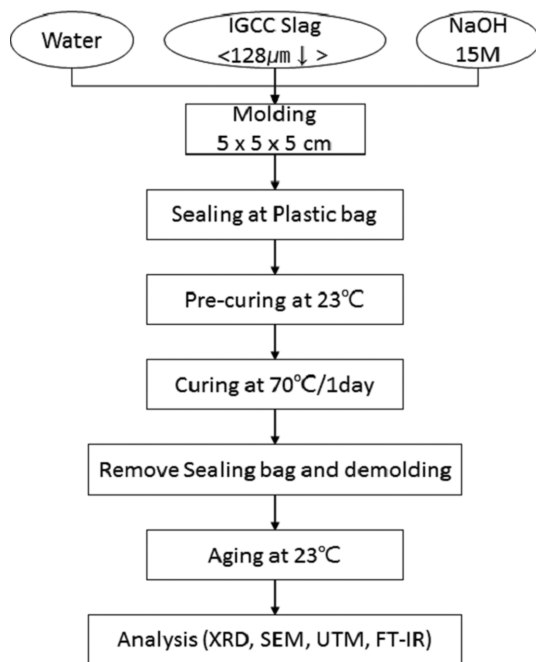 Water
IGCC Slag
<128㎛ ↓ >
NaOH
15M
Molding
5 x 5 x 5 cm
Sealing at Plastic bag
Pre-curing at 23℃
Curing at 70℃/1day
Remove Sealing bag and demolding
Aging at 23℃
Analysis (XRD, SEM, UTM, FT-IR)